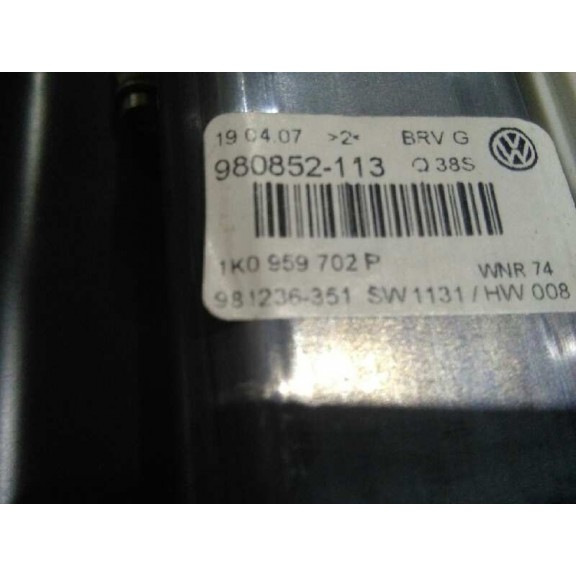 19 04.07 >2< BRV G
980852-113 Q 38S
1K0 959 702 P WNR 74
981236-351 SW 1131 / HW 008